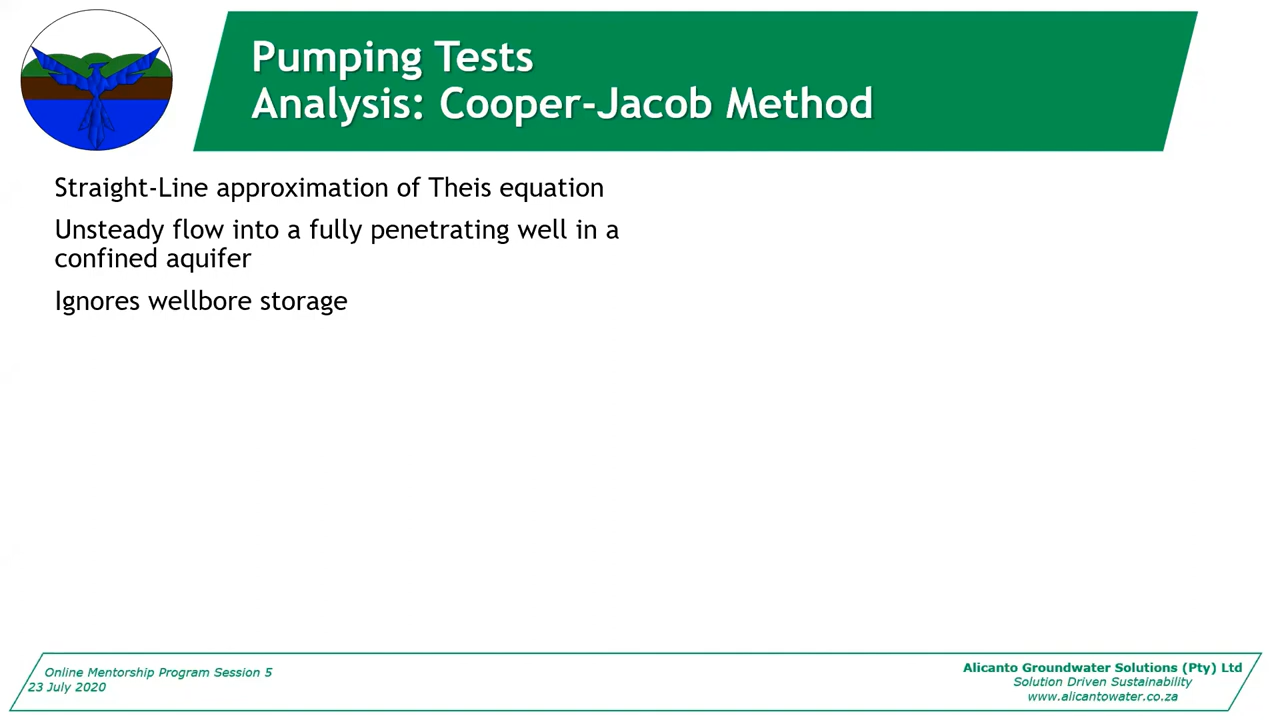 Pumping Tests
Analysis: Cooper-Jacob Method
Straight-Line approximation of Theis equation
Unsteady flow into a fully penetrating well in a
confined aquifer
Ignores wellbore storage
Online Mentorship Program Session 5
23 July 2020
Alicanto Groundwater Solutions (Pty) Ltd
Solution Driven Sustainability
www.alicantowater.co.za